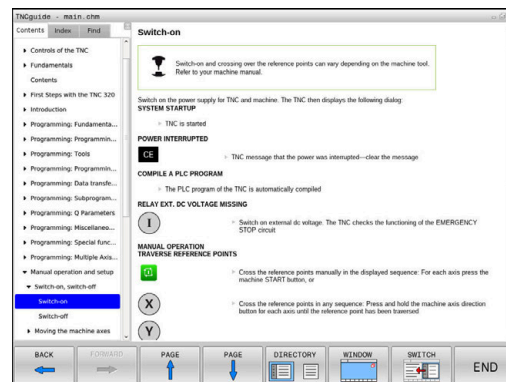 TNCguide - main.chm
Contents Index Find
Controls of the TNC
Fundamentals
Contents
First Steps with the TNC 320
Introduction
Programming: Fundamenta...
Programming: Programmin...
Programming: Tools
Programming: Programmin...
Programming: Data transfe...
Programming: Subprogram...
Programming: Q Parameters
Programming: Miscellaneo...
Programming: Special func...
Programming: Multiple Axis...
Manual operation and setup
Switch-on, switch-off
Switch-on
Switch-off
Moving the machine axes
Switch-on
Switch-on and crossing over the reference points can vary depending on the machine tool.
Refer to your machine manual.
Switch on the power supply for TNC and machine. The TNC then displays the following dialog:
SYSTEM STARTUP
TNC is started
POWER INTERRUPTED
CE
TNC message that the power was interrupted—clear the message
COMPILE A PLC PROGRAM
The PLC program of the TNC is automatically compiled
RELAY EXT. DC VOLTAGE MISSING
I
Switch on external dc voltage. The TNC checks the functioning of the EMERGENCY
STOP circuit
MANUAL OPERATION
TRAVERSE REFERENCE POINTS
Cross the reference points manually in the displayed sequence: For each axis press the
machine START button, or
X
Cross the reference points in any sequence: Press and hold the machine axis direction
button for each axis until the reference point has been traversed
Y
BACK FORWARD PAGE PAGE DIRECTORY WINDOW SWITCH END